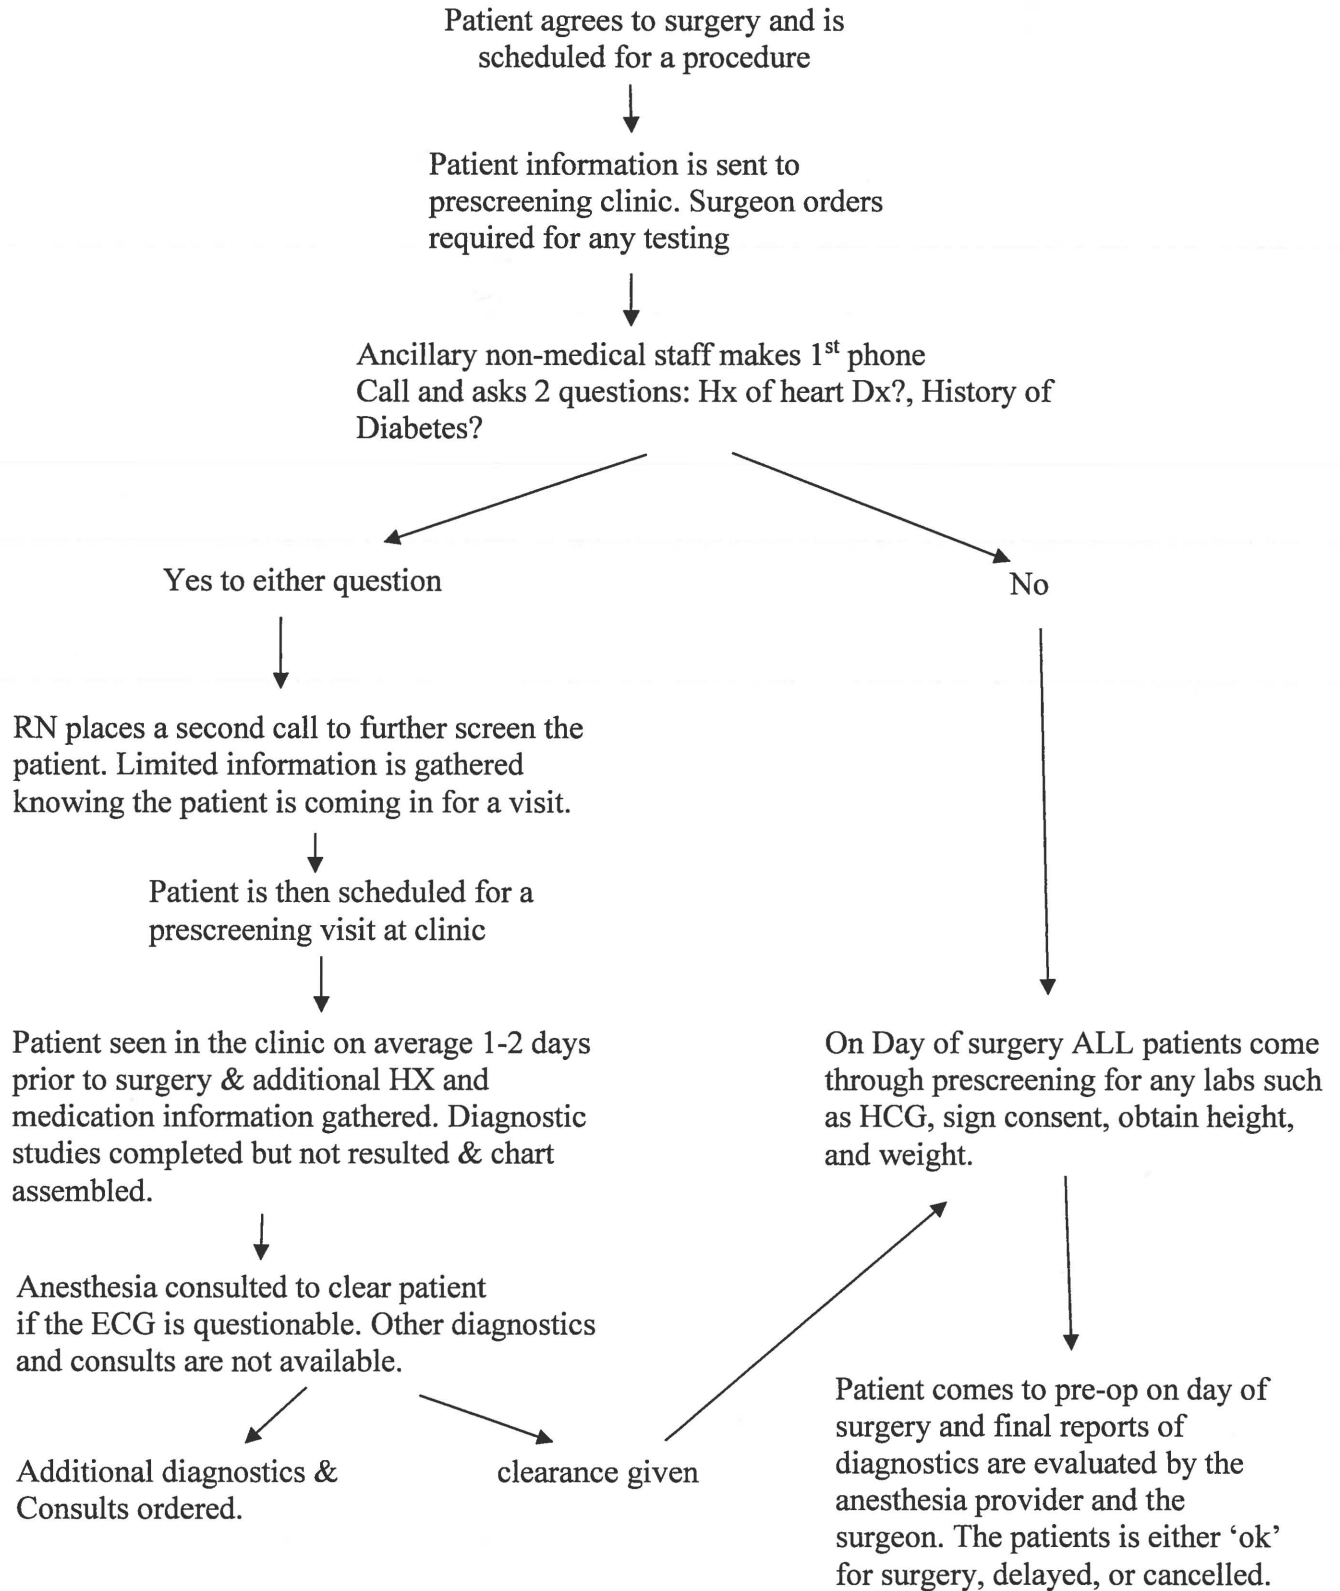 Patient agrees to surgery and is
scheduled for a procedure
Patient information is sent to
prescreening clinic. Surgeon orders
required for any testing
Ancillary non-medical staff makes 1st phone
Call and asks 2 questions: Hx of heart Dx?, History of
Diabetes?
Yes to either question
No
RN places a second call to further screen the
patient. Limited information is gathered
knowing the patient is coming in for a visit.
Patient is then scheduled for a
prescreening visit at clinic
Patient seen in the clinic on average 1-2 days
prior to surgery & additional HX and
medication information gathered. Diagnostic
studies completed but not resulted & chart
assembled.
On Day of surgery ALL patients come
through prescreening for any labs such
as HCG, sign consent, obtain height,
and weight.
Anesthesia consulted to clear patient
if the ECG is questionable. Other diagnostics
and consults are not available.
Additional diagnostics &
Consults ordered.
clearance given
Patient comes to pre-op on day of
surgery and final reports of
diagnostics are evaluated by the
anesthesia provider and the
surgeon. The patients is either ‘ok’
for surgery, delayed, or cancelled.